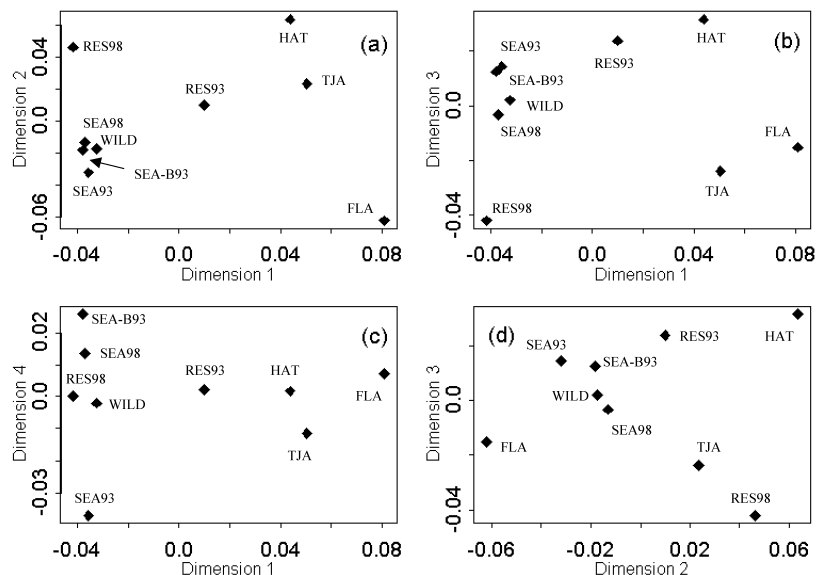 (a)
HAT
RES98
TJA
RES93
SEA98
WILD
SEA-B93
SEA93
FLA
Dimension 2
0.04
0.0
-0.06
-0.04
0.0
0.04
0.08
Dimension 1
(b)
HAT
SEA93
RES93
SEA-B93
WILD
SEA98
FLA
TJA
RES98
Dimension 3
0.0
-0.04
-0.04
0.0
0.04
0.08
Dimension 1
(c)
SEA-B93
SEA98
RES98
RES93
HAT
WILD
FLA
TJA
SEA93
Dimension 4
0.02
0.0
-0.03
-0.04
0.0
0.04
0.08
Dimension 1
(d)
RES93
HAT
SEA93
SEA-B93
WILD
SEA98
FLA
TJA
RES98
Dimension 3
0.0
-0.04
-0.06
-0.02
0.02
0.06
Dimension 2